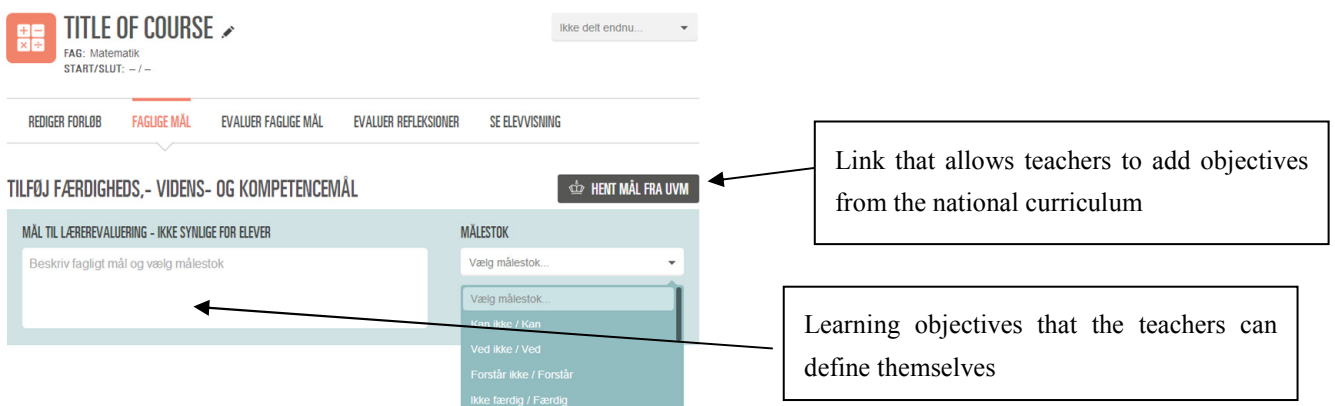 TITLE OF COURSE
Ikke delt endnu...
FAG: Matematik
START/SLUT: – / –
REDIGER FORLØB FAGLIGE MÅL EVALUER FAGLIGE MÅL EVALUER REFLEKSIONER SE ELEVVISNING
TILFØJ FÆRDIGHEDS,- VIDENS- OG KOMPETENCEMÅL
HENT MÅL FRA UVM
MÅL TIL LÆREREVALUERING - IKKE SYNLIGE FOR ELEVER
Beskriv fagligt mål og vælg målestok
MÅLESTOK
Vælg målestok...
Vælg målestok...
Kan ikke / Kan
Ved ikke / Ved
Forstår ikke / Forstår
Ikke færdig / Færdig
Link that allows teachers to add objectives
from the national curriculum
Learning objectives that the teachers can
define themselves